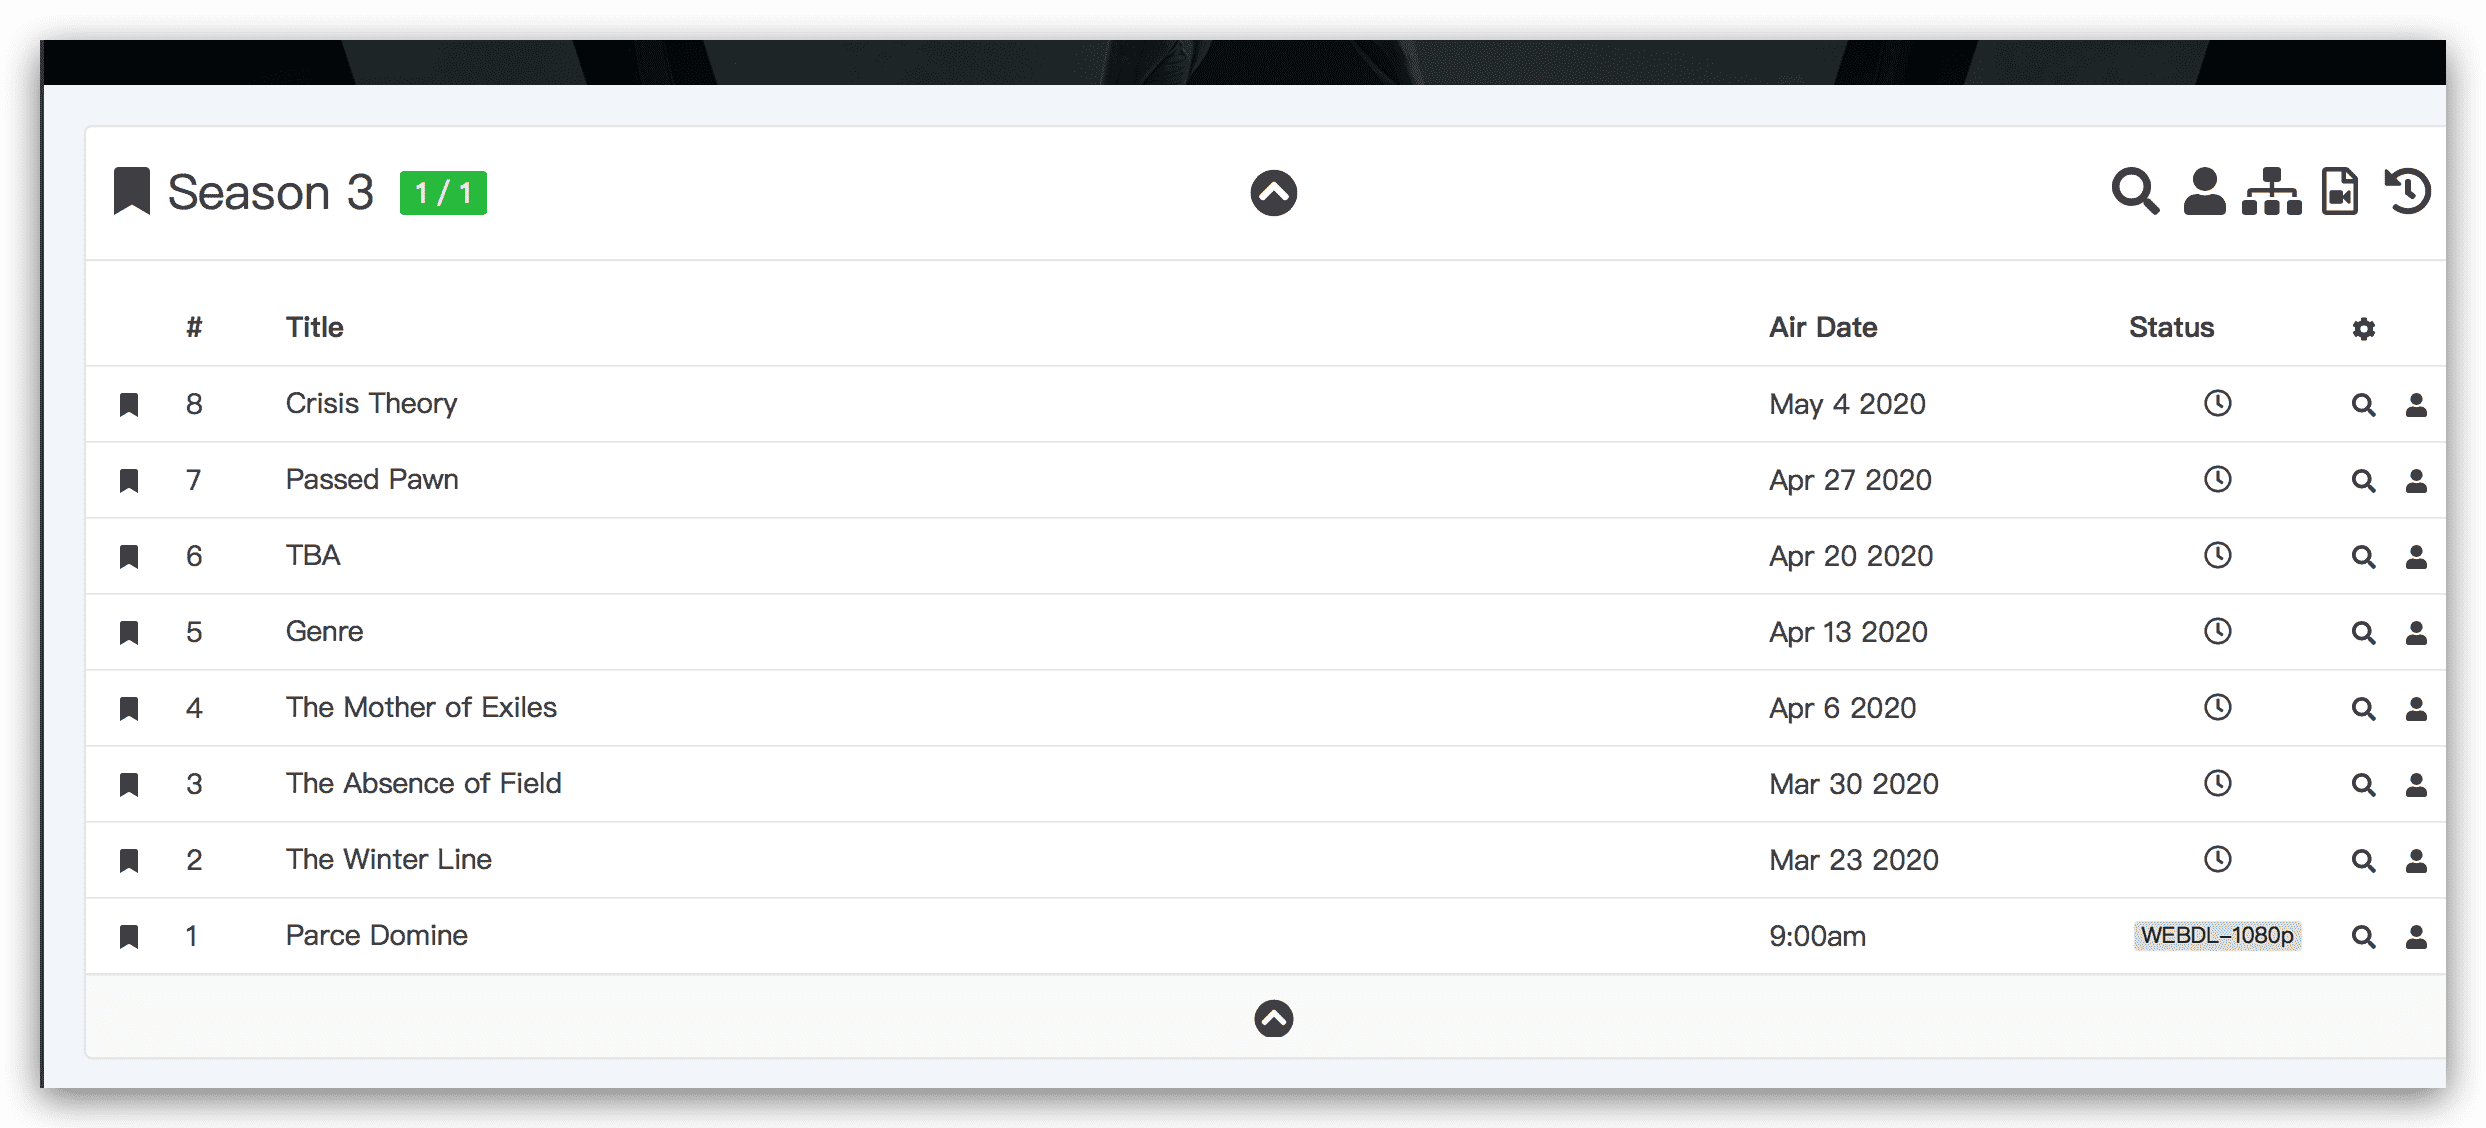 Season 3 1 / 1
# Title Air Date Status
8 Crisis Theory May 4 2020
7 Passed Pawn Apr 27 2020
6 TBA Apr 20 2020
5 Genre Apr 13 2020
4 The Mother of Exiles Apr 6 2020
3 The Absence of Field Mar 30 2020
2 The Winter Line Mar 23 2020
1 Parce Domine 9:00am WEBDL-1080p